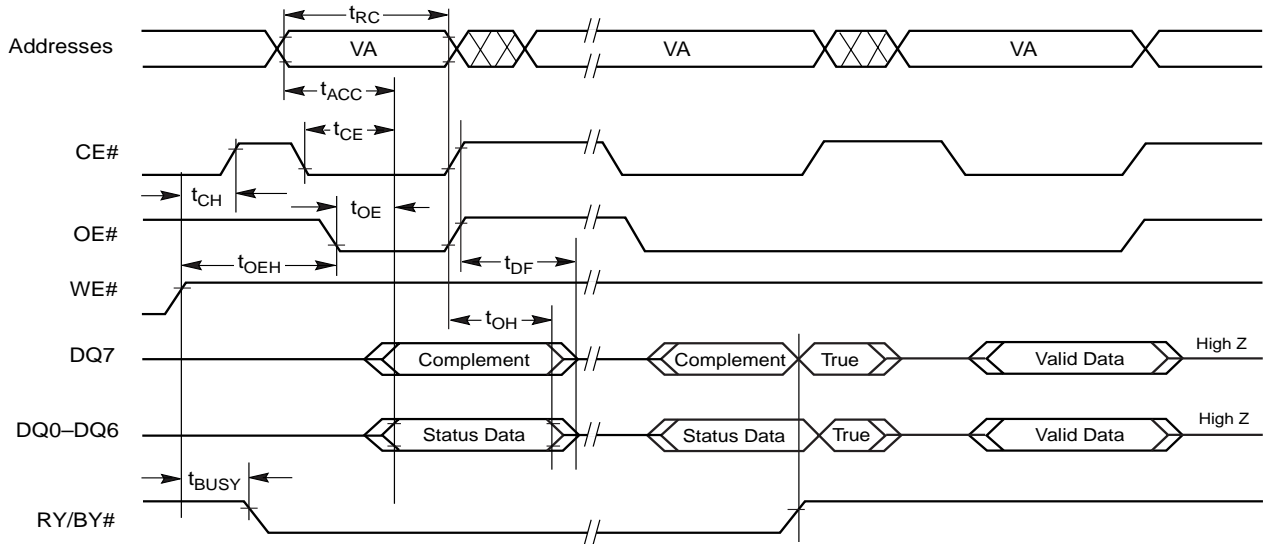 tRC
Addresses VA VA VA
tACC
tCE
CE#
tCH tOE
OE#
tOEH tDF
WE#
tOH
DQ7 Complement Complement True Valid Data High Z
DQ0–DQ6 Status Data Status Data True Valid Data High Z
tBUSY
RY/BY#